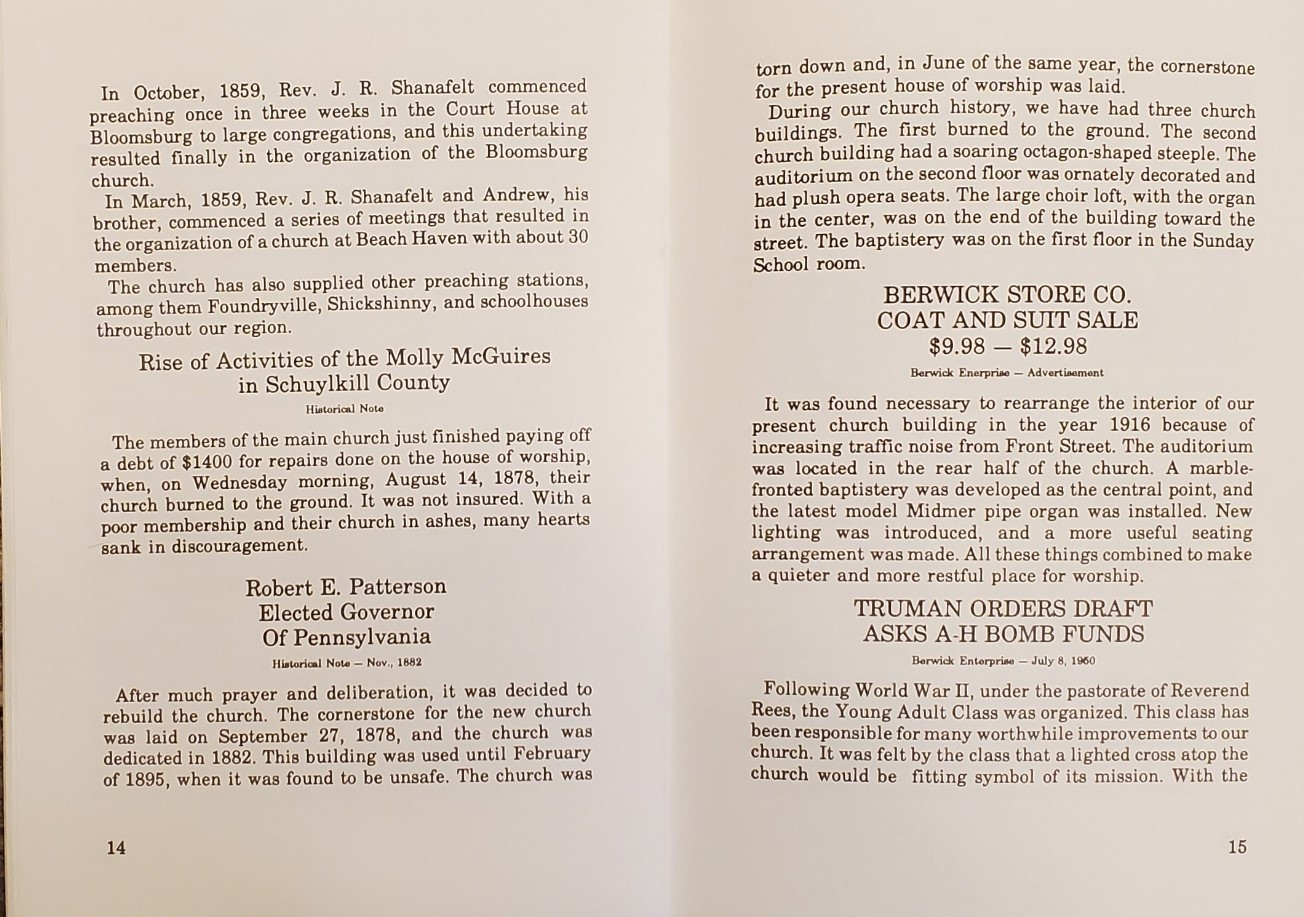 In October, 1859, Rev. J. R. Shanafelt commenced
preaching once in three weeks in the Court House at
Bloomsburg to large congregations, and this undertaking
resulted finally in the organization of the Bloomsburg
church.
In March, 1859, Rev. J. R. Shanafelt and Andrew, his
brother, commenced a series of meetings that resulted in
the organization of a church at Beach Haven with about 30
members.
The church has also supplied other preaching stations,
among them Foundryville, Shickshinny, and schoolhouses
throughout our region.
Rise of Activities of the Molly McGuires
in Schuylkill County
Historical Note
The members of the main church just finished paying off
a debt of $1400 for repairs done on the house of worship,
when, on Wednesday morning, August 14, 1878, their
church burned to the ground. It was not insured. With a
poor membership and their church in ashes, many hearts
sank in discouragement.
Robert E. Patterson
Elected Governor
Of Pennsylvania
Historical Note — Nov., 1882
After much prayer and deliberation, it was decided to
rebuild the church. The cornerstone for the new church
was laid on September 27, 1878, and the church was
dedicated in 1882. This building was used until February
of 1895, when it was found to be unsafe. The church was
14
torn down and, in June of the same year, the cornerstone
for the present house of worship was laid.
During our church history, we have had three church
buildings. The first burned to the ground. The second
church building had a soaring octagon-shaped steeple. The
auditorium on the second floor was ornately decorated and
had plush opera seats. The large choir loft, with the organ
in the center, was on the end of the building toward the
street. The baptistery was on the first floor in the Sunday
School room.
BERWICK STORE CO.
COAT AND SUIT SALE
$9.98 — $12.98
Berwick Enerprise — Advertisement
It was found necessary to rearrange the interior of our
present church building in the year 1916 because of
increasing traffic noise from Front Street. The auditorium
was located in the rear half of the church. A marble-
fronted baptistery was developed as the central point, and
the latest model Midmer pipe organ was installed. New
lighting was introduced, and a more useful seating
arrangement was made. All these things combined to make
a quieter and more restful place for worship.
TRUMAN ORDERS DRAFT
ASKS A-H BOMB FUNDS
Berwick Enterprise — July 8, 1950
Following World War II, under the pastorate of Reverend
Rees, the Young Adult Class was organized. This class has
been responsible for many worthwhile improvements to our
church. It was felt by the class that a lighted cross atop the
church would be fitting symbol of its mission. With the
15